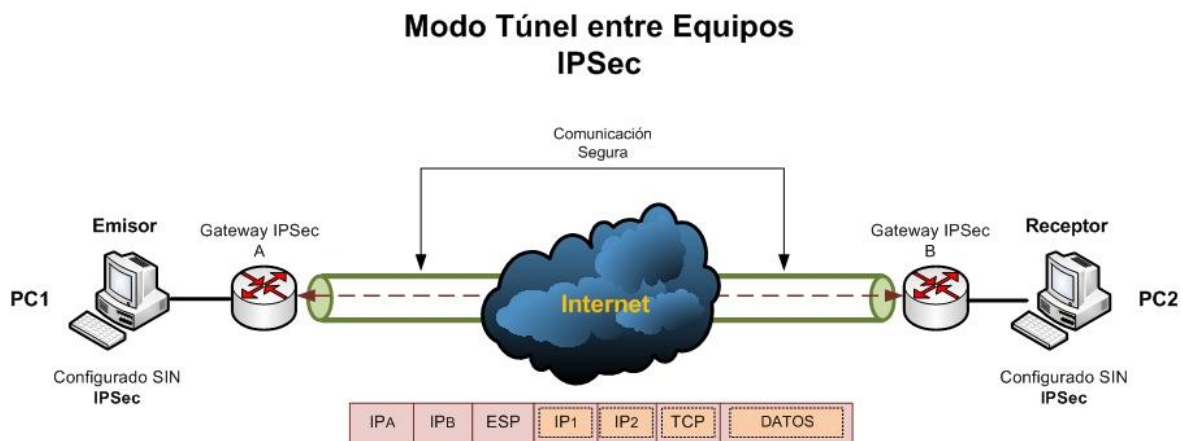 Modo Túnel entre Equipos
IPSec
Comunicación
Segura
Emisor
Gateway IPSec
A
Gateway IPSec
B
Receptor
PC1
Internet
PC2
Configurado SIN
IPSec
Configurado SIN
IPSec
IPA IPB ESP IP1 IP2 TCP DATOS